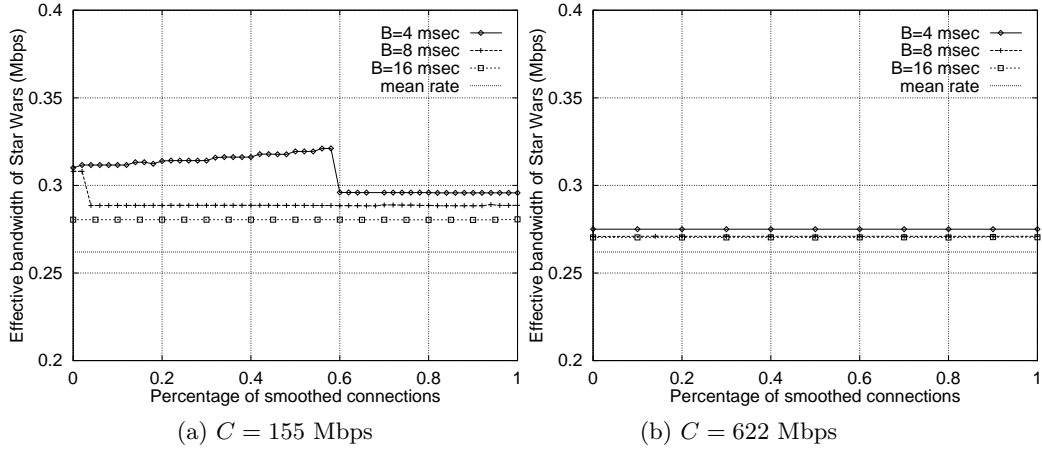 Effective bandwidth of Star Wars (Mbps)
0.4
0.35
0.3
0.25
0.2
0
0.2
0.4
0.6
0.8
1
Percentage of smoothed connections
B=4 msec
B=8 msec
B=16 msec
mean rate
(a) C = 155 Mbps
Effective bandwidth of Star Wars (Mbps)
0.4
0.35
0.3
0.25
0.2
0
0.2
0.4
0.6
0.8
1
Percentage of smoothed connections
B=4 msec
B=8 msec
B=16 msec
mean rate
(b) C = 622 Mbps